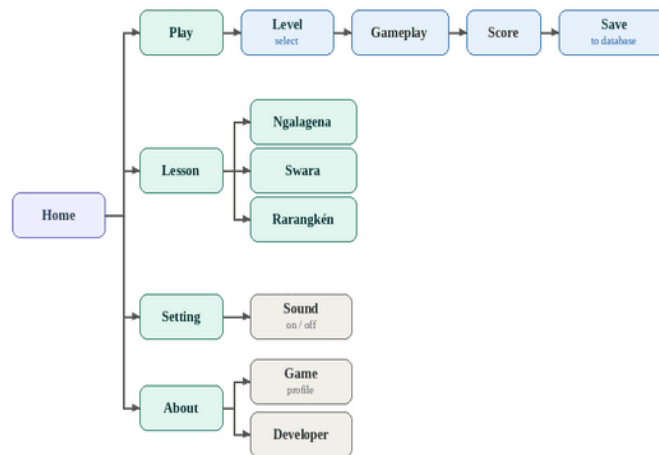 Play
Level
select
Gameplay
Score
Save
to database
Ngalagena
Lesson
Swara
Rarangkén
Home
Setting
Sound
on / off
Game
profile
About
Developer